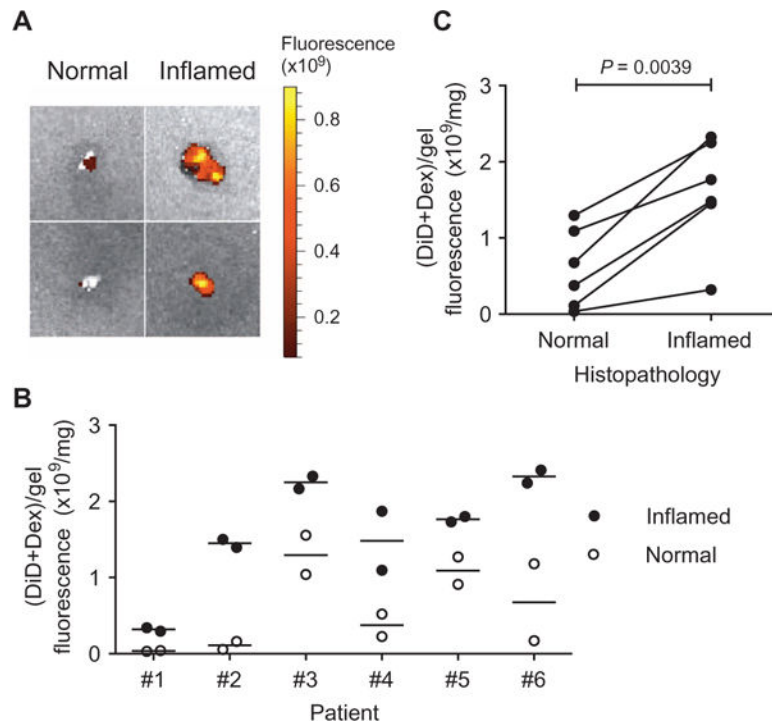 A
Normal
Inflamed
Fluorescence
(x10⁹)
0.8
0.6
0.4
0.2
C
P = 0.0039
(DiD+Dex)/gel
fluorescence (x10⁹/mg)
3
2
1
0
Normal
Inflamed
Histopathology
B
(DiD+Dex)/gel
fluorescence (x10⁹/mg)
3
2
1
0
#1
#2
#3
#4
#5
#6
Patient
Inflamed
Normal